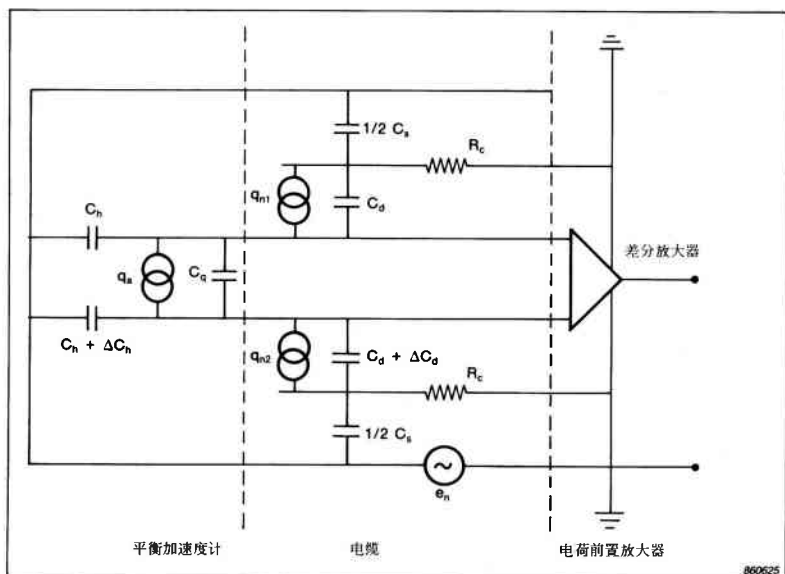 1/2 Cs
Rc
qn1
Cd
Ch
差分放大器
qa
Cq
Ch + ΔCh
qn2
Cd + ΔCd
Rc
1/2 Cs
~
en
平衡加速度计
电缆
电荷前置放大器
860625